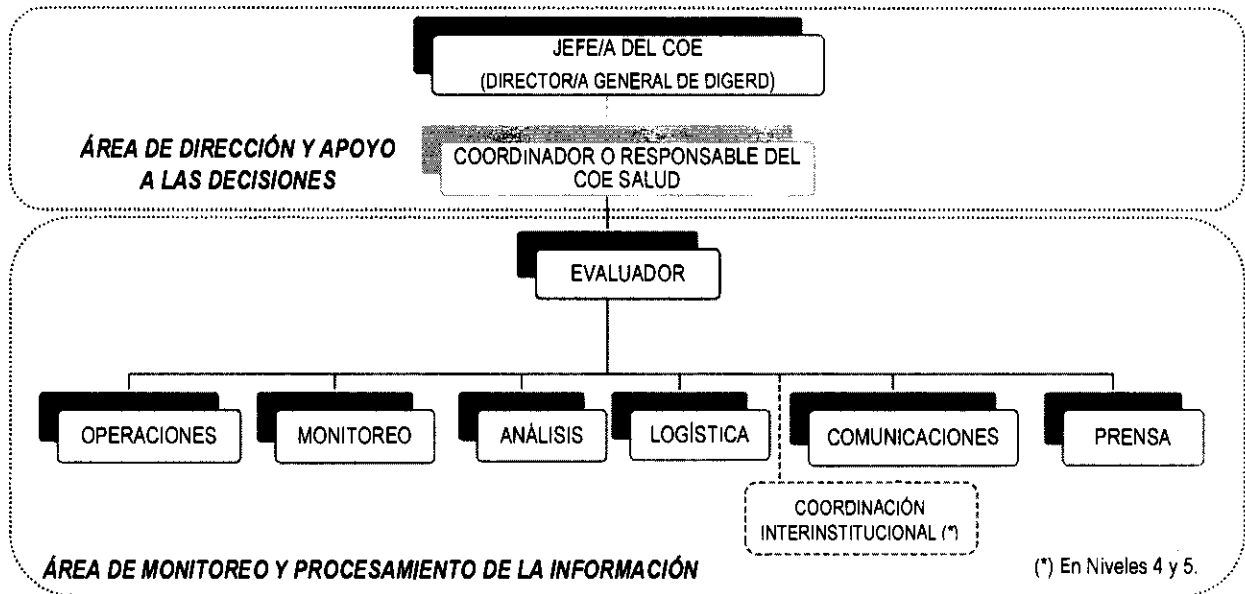 JEFE/A DEL COE
(DIRECTOR/A GENERAL DE DIGERD)
ÁREA DE DIRECCIÓN Y APOYO
A LAS DECISIONES
COORDINADOR O RESPONSABLE DEL
COE SALUD
EVALUADOR
OPERACIONES
MONITOREO
ANÁLISIS
LOGÍSTICA
COMUNICACIONES
PRENSA
COORDINACIÓN
INTERINSTITUCIONAL (*)
ÁREA DE MONITOREO Y PROCESAMIENTO DE LA INFORMACIÓN
(*) En Niveles 4 y 5.